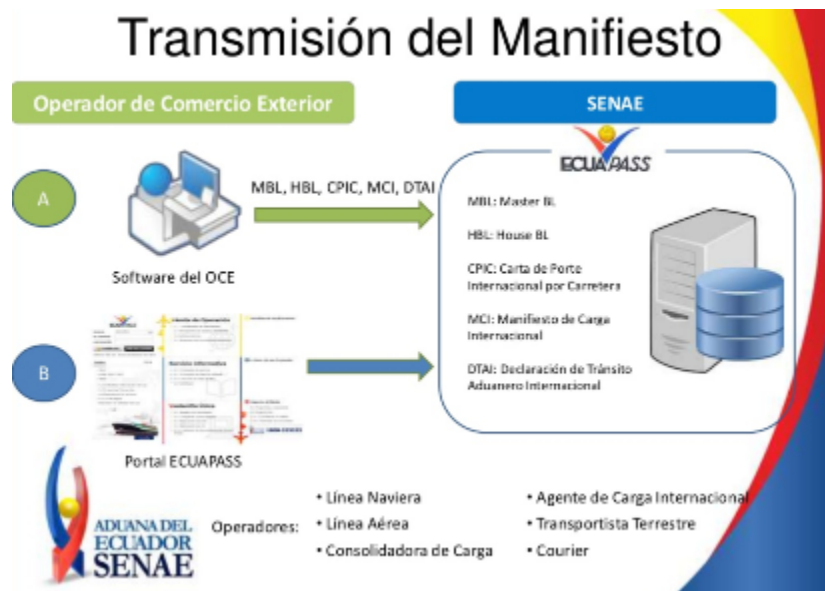 Transmisión del Manifiesto
Operador de Comercio Exterior
SENAE
ECUAPASS
A
MBL, HBL, CPIC, MCI, DTAI
Software del OCE
MBL: Master BL
HBL: House BL
CPIC: Carta de Porte
Internacional por Carretera
MCI: Manifiesto de Carga
Internacional
DTAI: Declaración de Tránsito
Aduanero Internacional
B
Portal ECUAPASS
ADUANA DEL
ECUADOR
SENAE
Operadores:
• Línea Naviera
• Línea Aérea
• Consolidadora de Carga
• Agente de Carga Internacional
• Transportista Terrestre
• Courier